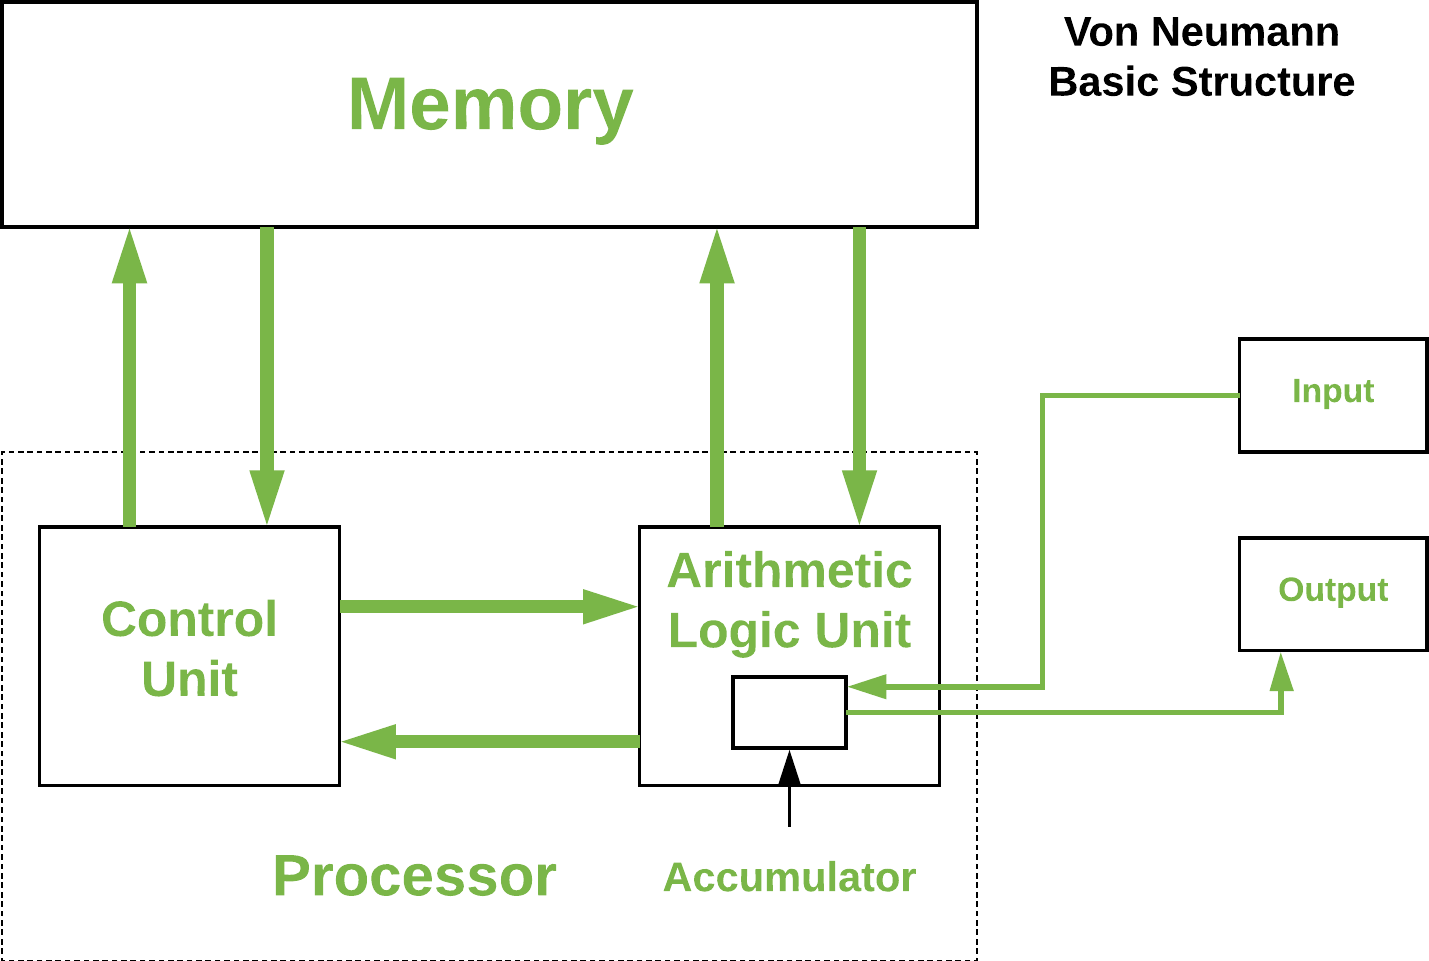 Von Neumann
Basic Structure
Memory
Input
Output
Control
Unit
Arithmetic
Logic Unit
Processor
Accumulator